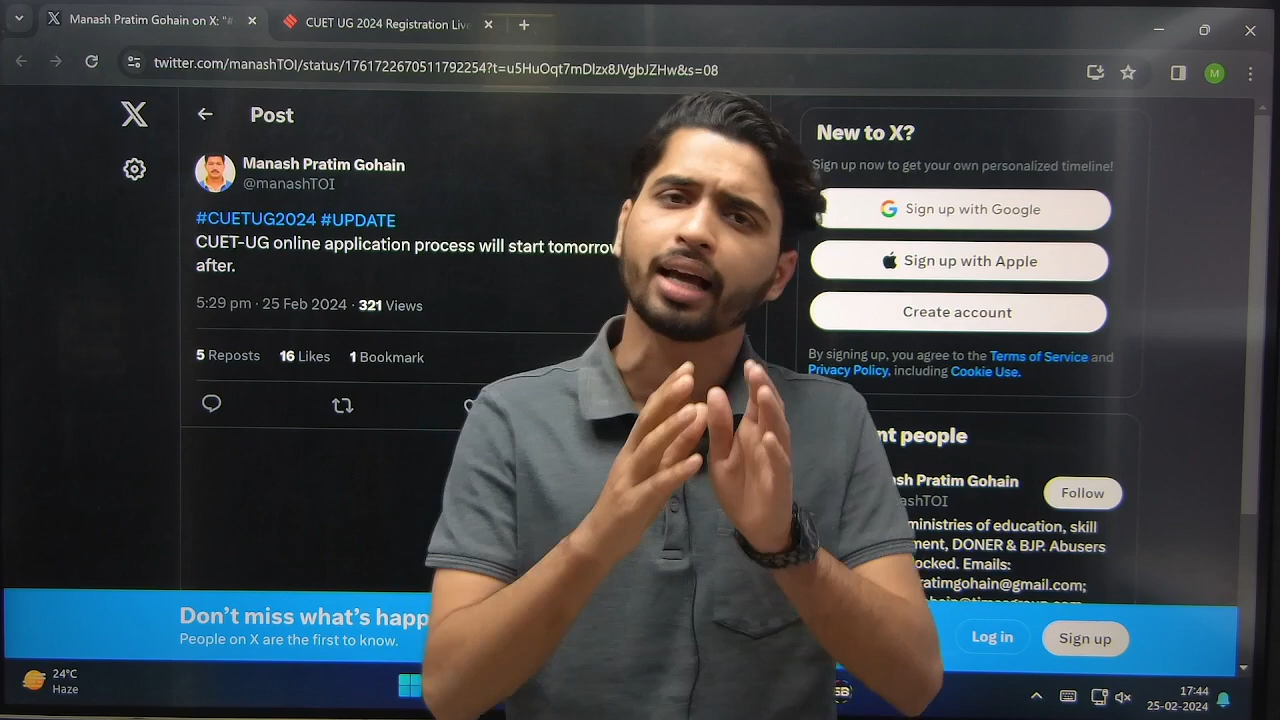 Manash Pratim Gohain on X: "#
CUET UG 2024 Registration Live
twitter.com/manashTOI/status/1761722670511792254?t=u5HuOqt7mDlzx8JVgbJZHw&s=08
M
Post
Manash Pratim Gohain
@manashTOI
#CUETUG2024 #UPDATE
CUET-UG online application process will start tomorrow
after.
5:29 pm · 25 Feb 2024 · 321 Views
5 Reposts 16 Likes 1 Bookmark
New to X?
Sign up now to get your own personalized timeline!
Sign up with Google
Sign up with Apple
Create account
By signing up, you agree to the Terms of Service and
Privacy Policy, including Cookie Use.
nt people
sh Pratim Gohain
ashTOI
Follow
ministries of education, skill
ment, DONER & BJP. Abusers
ocked. Emails:
ratimgohain@gmail.com;
Don't miss what's happ
People on X are the first to know.
Log in
Sign up
24°C
Haze
17:44
25-02-2024